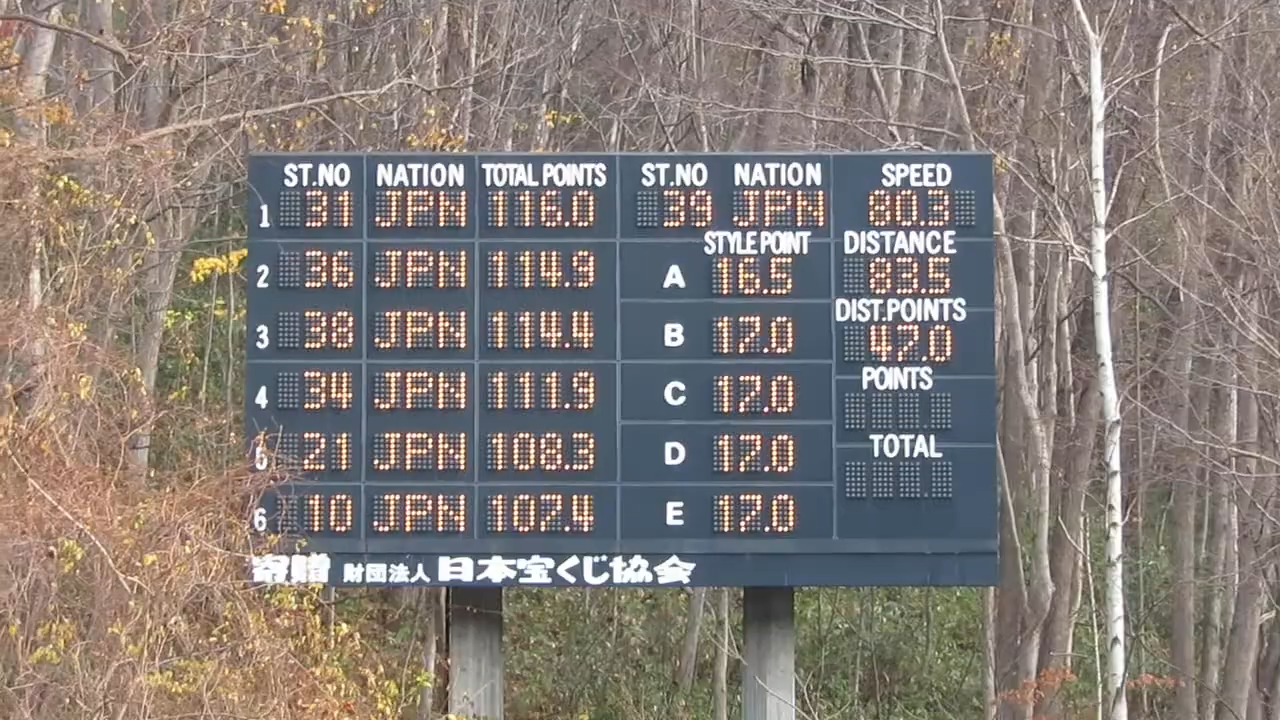 ST.NO NATION TOTAL POINTS
1 31 JPN 116.0
2 36 JPN 114.9
3 38 JPN 114.4
4 34 JPN 111.9
5 21 JPN 108.3
6 10 JPN 107.4
ST.NO NATION SPEED
39 JPN 80.3
STYLE POINT
A 16.5
B 17.0
C 17.0
D 17.0
E 17.0
DISTANCE
83.5
DIST.POINTS
47.0
POINTS
TOTAL
寄贈 財団法人 日本宝くじ協会